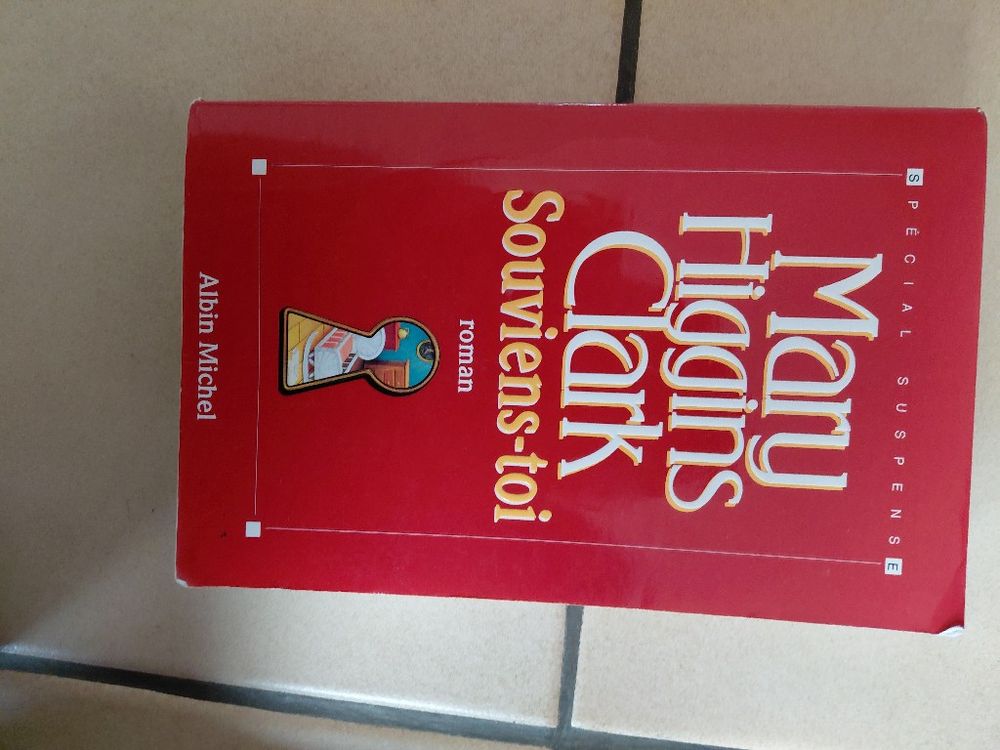 SPÉCIAL SUSPENSE
Mary
Higgins
Clark
Souviens-toi
roman
Albin Michel